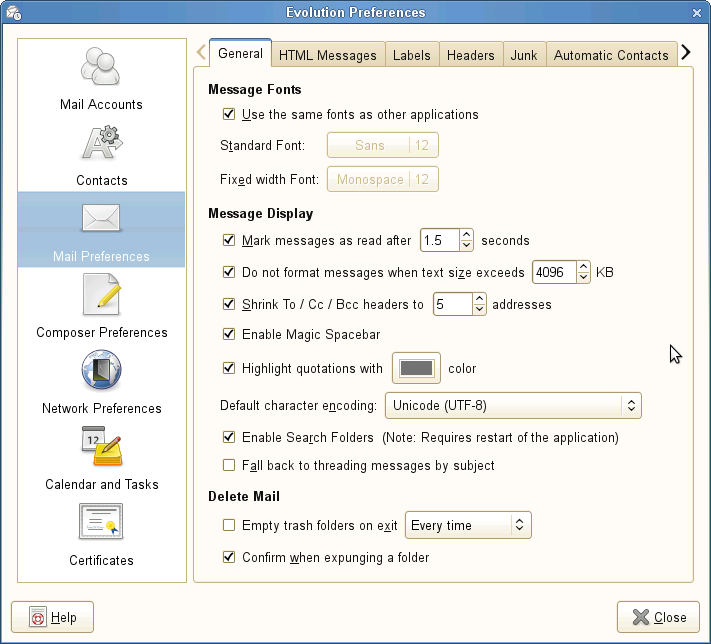 Evolution Preferences
Mail Accounts
Contacts
Mail Preferences
Composer Preferences
Network Preferences
12
Calendar and Tasks
Certificates
General HTML Messages Labels Headers Junk Automatic Contacts
Message Fonts
Use the same fonts as other applications
Standard Font: Sans 12
Fixed width Font: Monospace 12
Message Display
Mark messages as read after 1.5 seconds
Do not format messages when text size exceeds 4096 KB
Shrink To / Cc / Bcc headers to 5 addresses
Enable Magic Spacebar
Highlight quotations with color
Default character encoding: Unicode (UTF-8)
Enable Search Folders (Note: Requires restart of the application)
Fall back to threading messages by subject
Delete Mail
Empty trash folders on exit Every time
Confirm when expunging a folder
Help Close